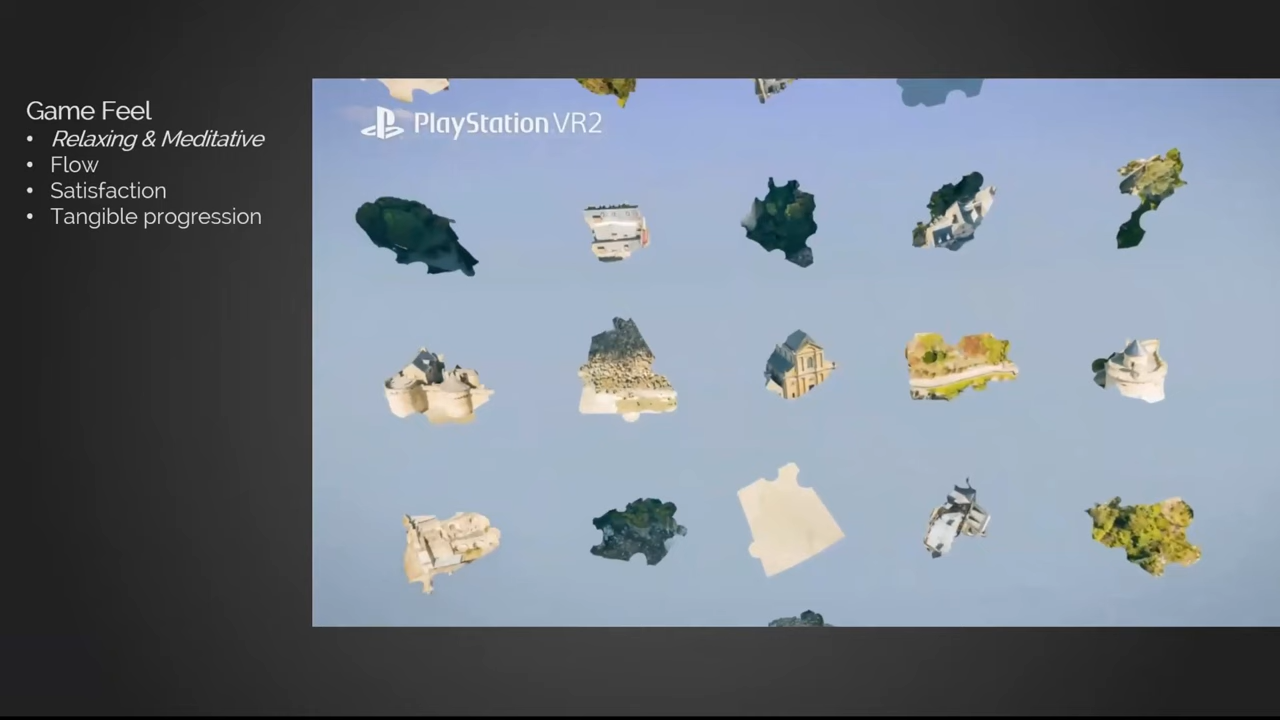 Game Feel
• Relaxing & Meditative
• Flow
• Satisfaction
• Tangible progression
PlayStation VR2